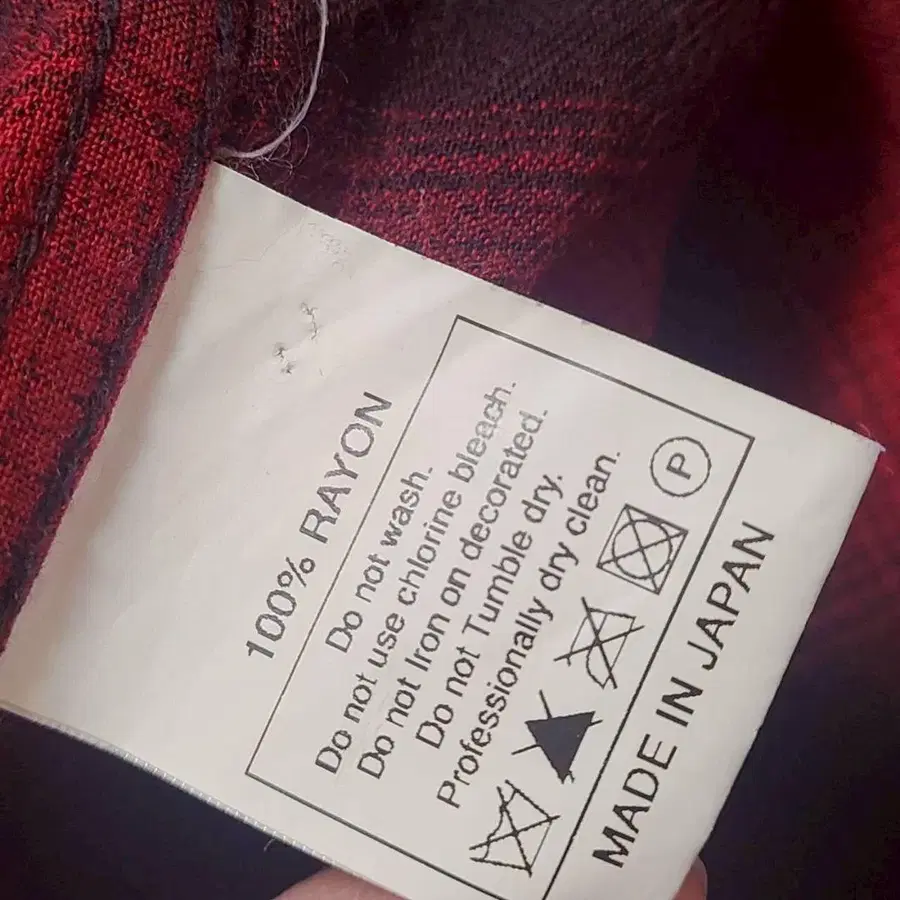 100% RAYON
Do not wash.
Do not use chlorine bleach.
Do not Iron on decorated.
Do not Tumble dry.
Professionally dry clean.
P
MADE IN JAPAN